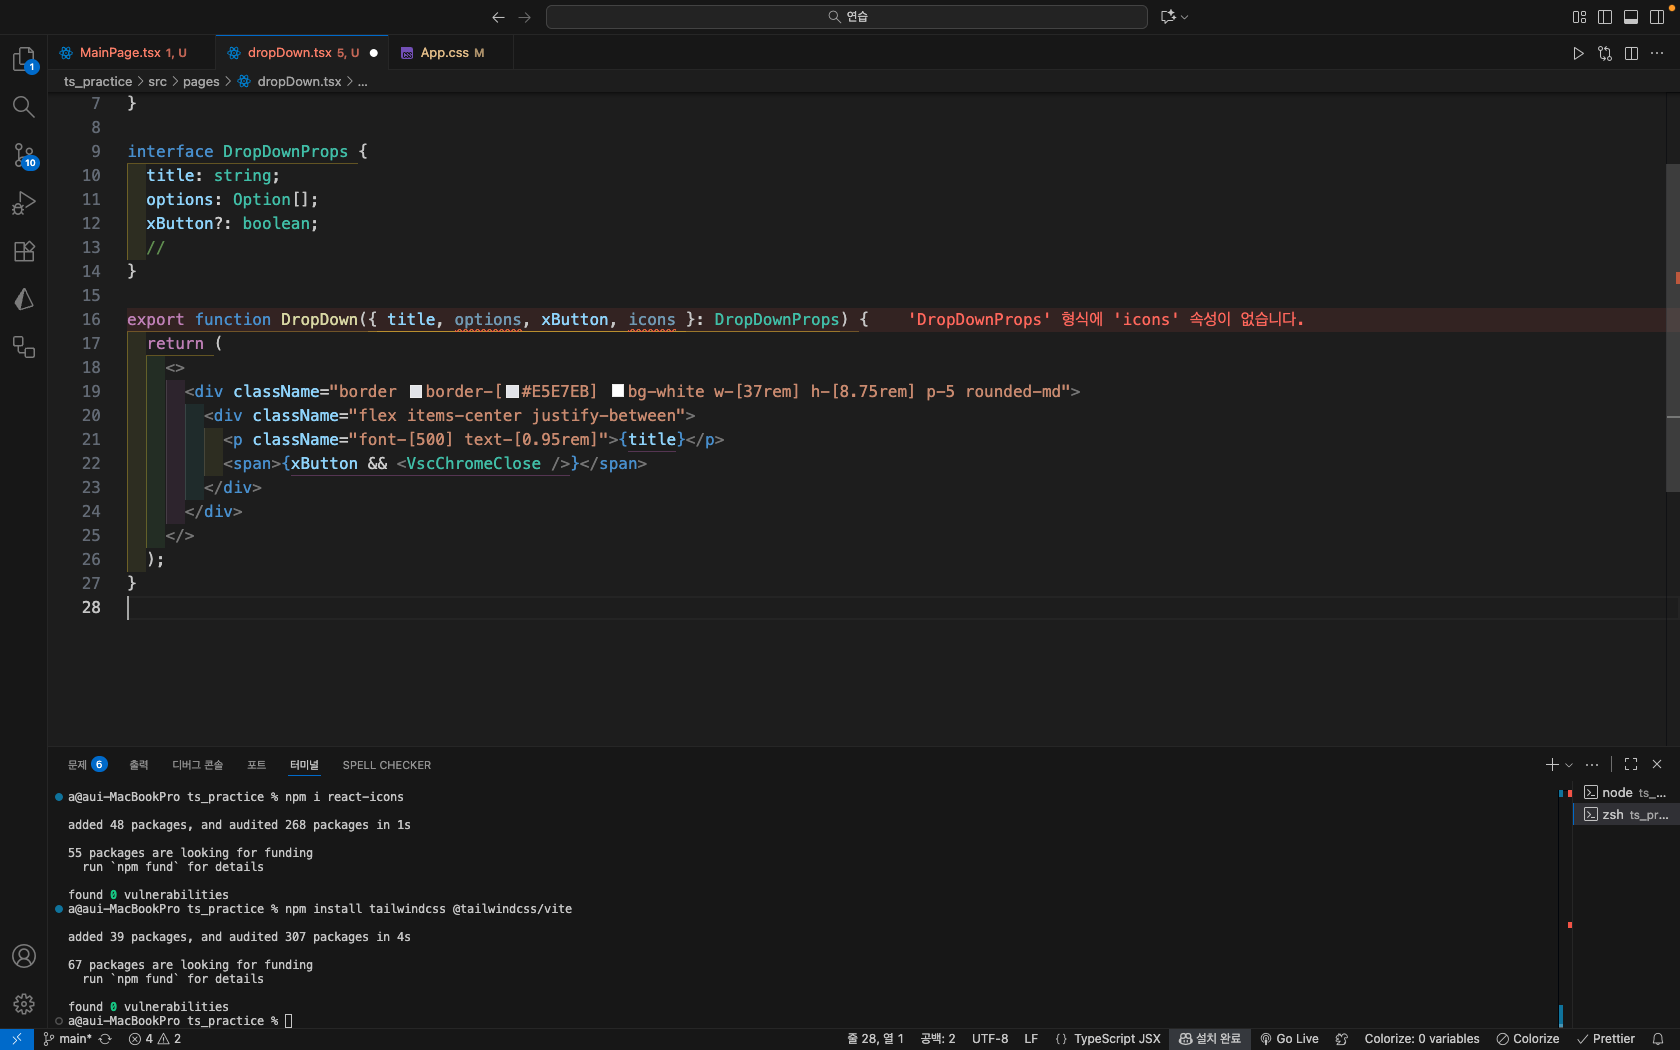 연습
MainPage.tsx 1, U
dropDown.tsx 5, U
App.css M
ts_practice > src > pages > dropDown.tsx > ...
1
10
7 }
8
9 interface DropDownProps {
10 title: string;
11 options: Option[];
12 xButton?: boolean;
13 //
14 }
15
16 export function DropDown({ title, options, xButton, icons }: DropDownProps) { 'DropDownProps' 형식에 'icons' 속성이 없습니다.
17 return (
18 <>
19 <div className="border border-[#E5E7EB] bg-white w-[37rem] h-[8.75rem] p-5 rounded-md">
20 <div className="flex items-center justify-between">
21 <p className="font-[500] text-[0.95rem]">{title}</p>
22 <span>{xButton && <VscChromeClose />}</span>
23 </div>
24 </div>
25 </>
26 );
27 }
28
문제 6 출력 디버그 콘솔 포트 터미널 SPELL CHECKER
a@aui-MacBookPro ts_practice % npm i react-icons
added 48 packages, and audited 268 packages in 1s
55 packages are looking for funding
run `npm fund` for details
found 0 vulnerabilities
a@aui-MacBookPro ts_practice % npm install tailwindcss @tailwindcss/vite
added 39 packages, and audited 307 packages in 4s
67 packages are looking for funding
run `npm fund` for details
found 0 vulnerabilities
a@aui-MacBookPro ts_practice %
node ts_...
zsh ts_pr...
main* 4 2 줄 28, 열 1 공백: 2 UTF-8 LF {} TypeScript JSX 설치 완료 Go Live Colorize: 0 variables Colorize Prettier